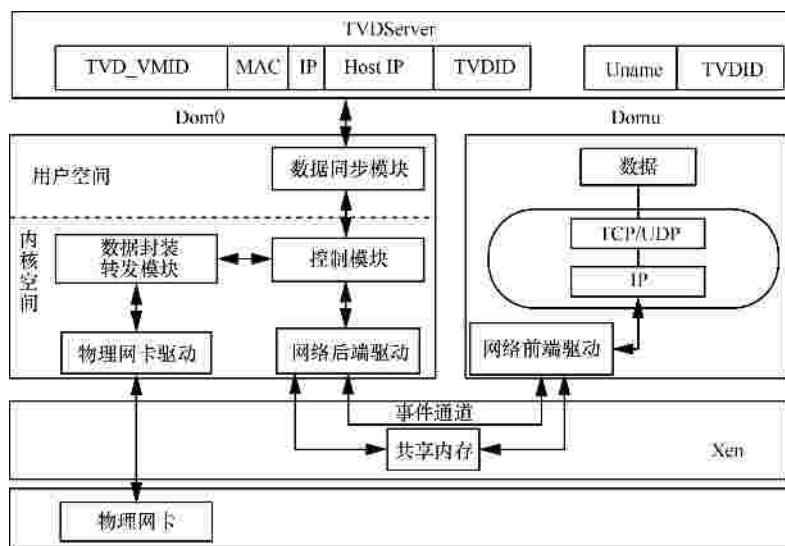 TVDServer
TVD_VMID MAC IP Host IP TVDID Uname TVDID
Dom0 Domu
用户空间
数据同步模块
数据
内核空间
数据封装
转发模块
控制模块
TCP/UDP
IP
物理网卡驱动
网络后端驱动
网络前端驱动
事件通道
共享内存
Xen
物理网卡